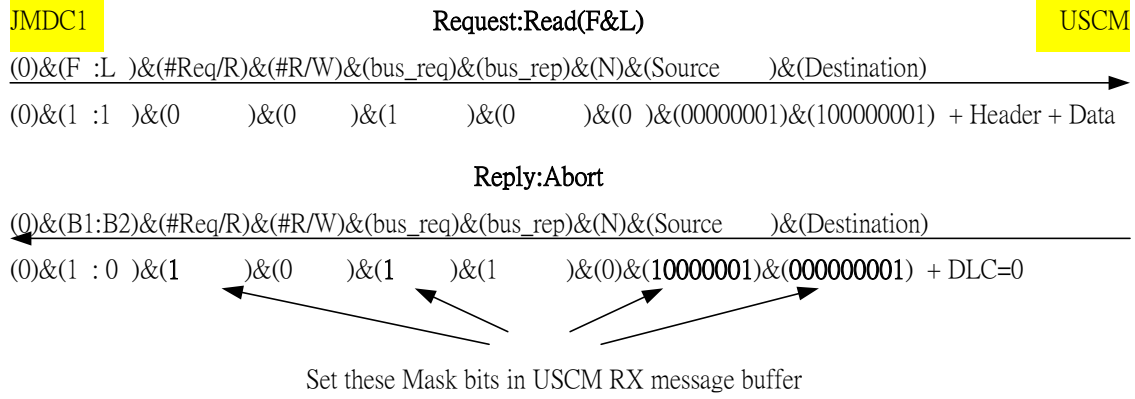 JMDC1 Request:Read(F&L) USCM
(0)&(F :L )&(#Req/R)&(#R/W)&(bus_req)&(bus_rep)&(N)&(Source )&(Destination)
(0)&(1 :1 )&(0 )&(0 )&(1 )&(0 )&(0 )&(00000001)&(100000001) + Header + Data
Reply:Abort
(0)&(B1:B2)&(#Req/R)&(#R/W)&(bus_req)&(bus_rep)&(N)&(Source )&(Destination)
(0)&(1 : 0 )&(1 )&(0 )&(1 )&(1 )&(0)&(10000001)&(000000001) + DLC=0
Set these Mask bits in USCM RX message buffer